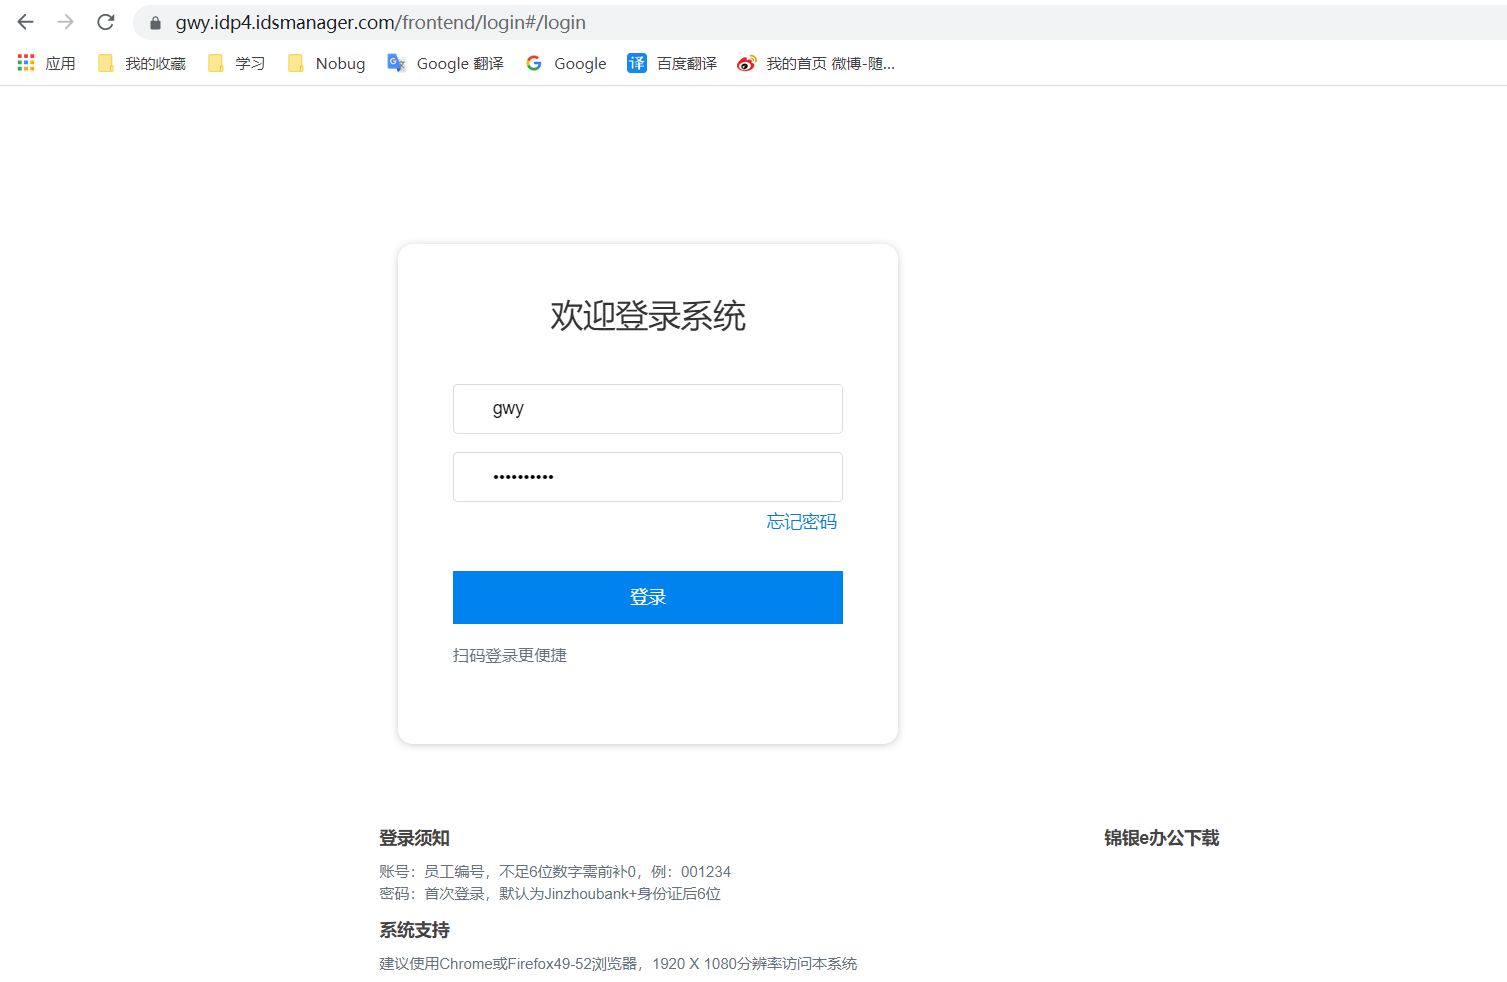 gwy.idp4.idsmanager.com/frontend/login#/login
应用 我的收藏 学习 Nobug Google 翻译 Google 译 百度翻译 我的首页 微博-随...
欢迎登录系统
gwy
••••••••••
忘记密码
登录
扫码登录更便捷
登录须知
账号：员工编号，不足6位数字需前补0，例：001234
密码：首次登录，默认为Jinzhoubank+身份证后6位
系统支持
建议使用Chrome或Firefox49-52浏览器，1920 X 1080分辨率访问本系统
锦银e办公下载